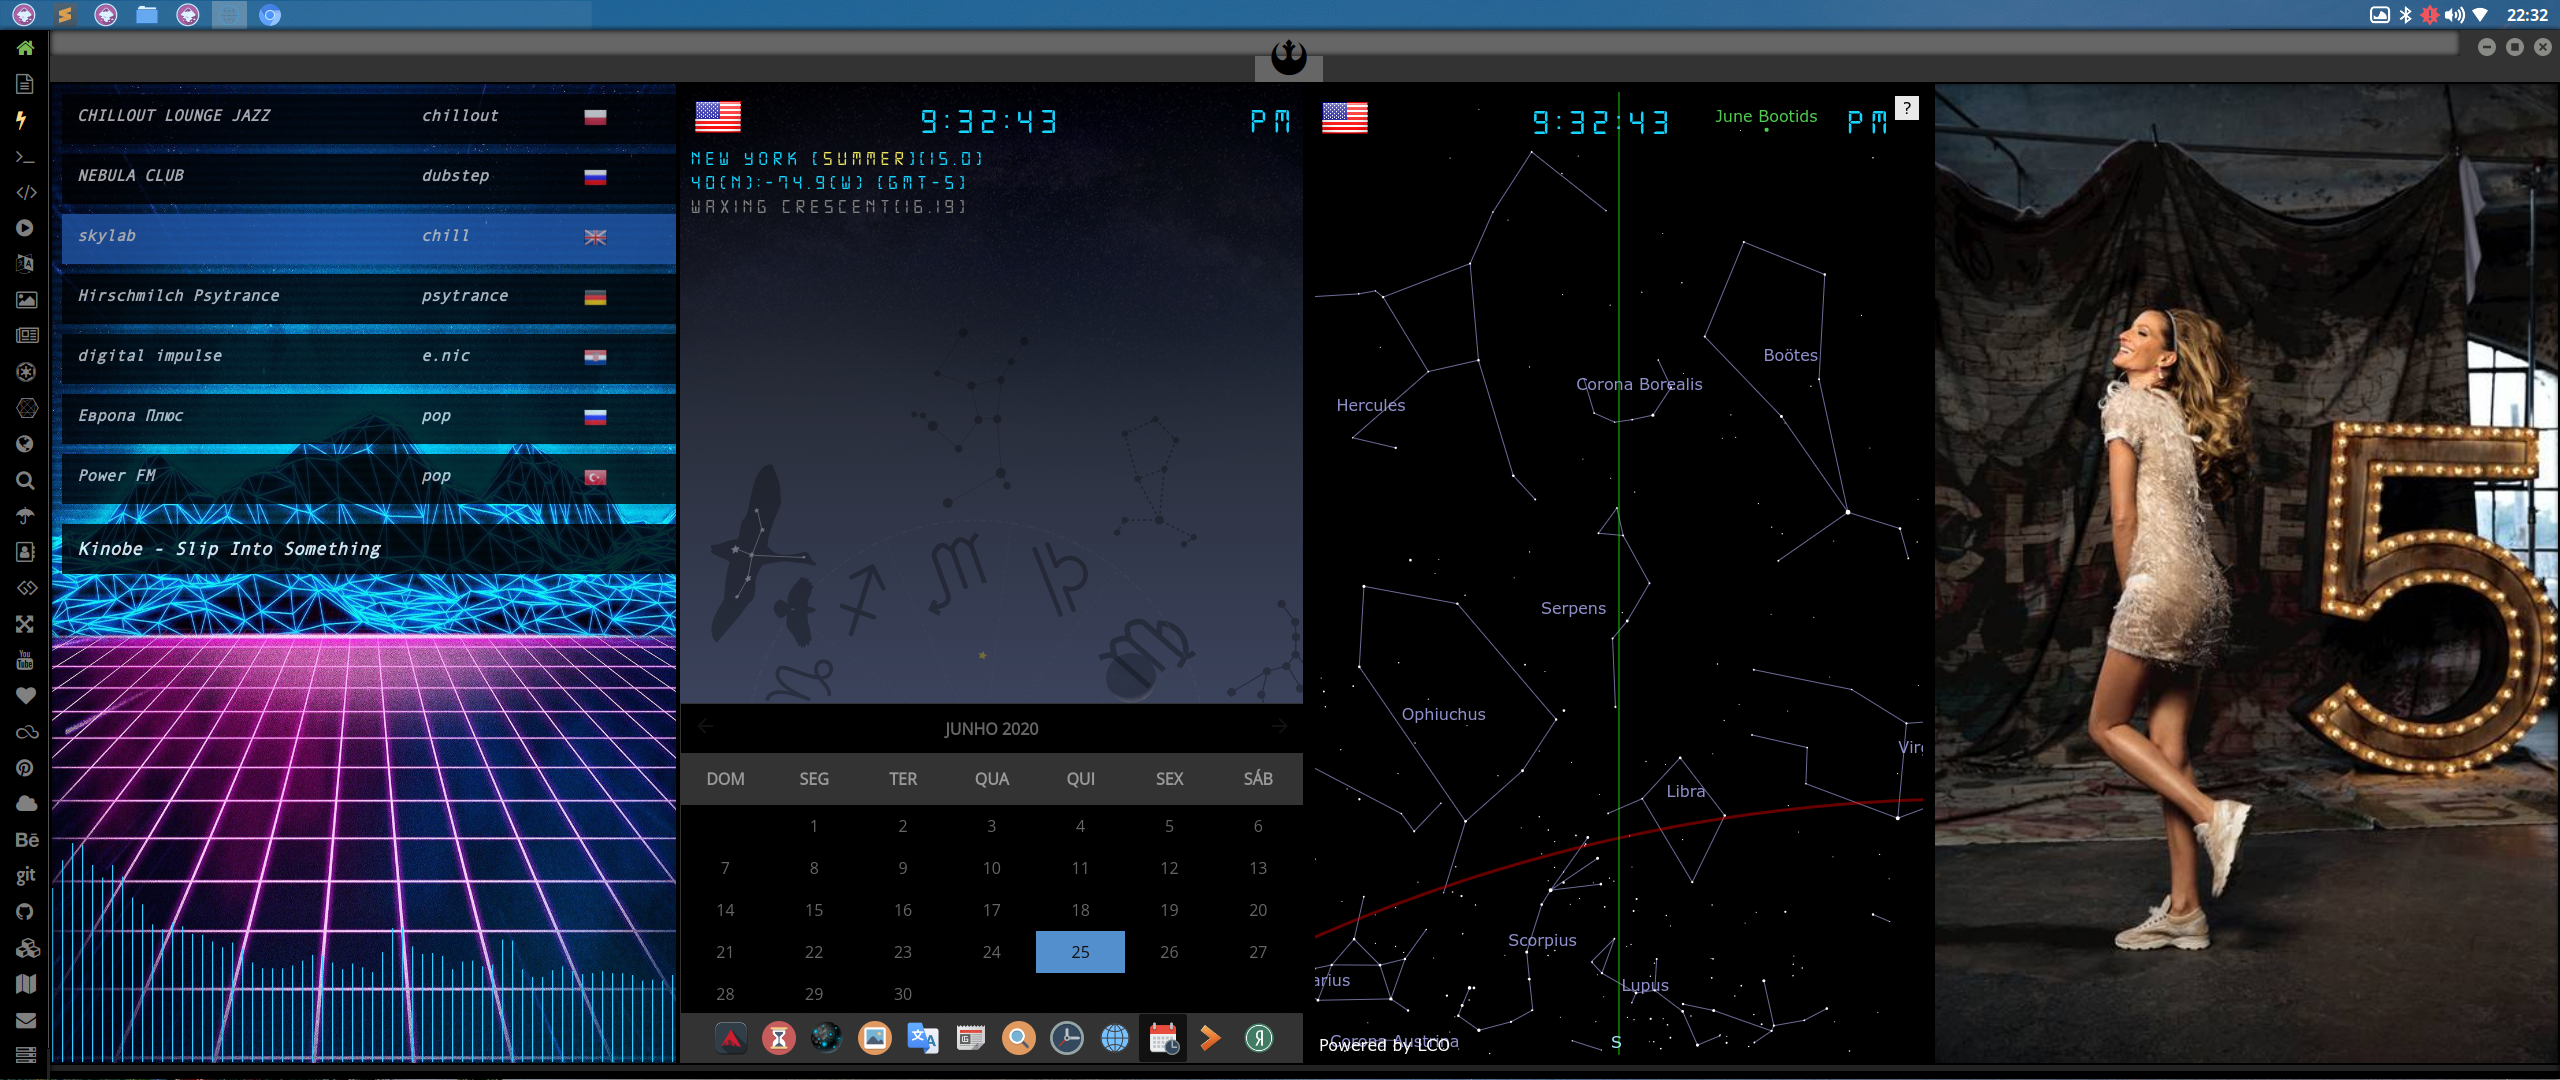 22:32
CHILLOUT LOUNGE JAZZ chillout
NEBULA CLUB dubstep
skylab chill
Hirschmilch Psytrance psytrance
digital impulse e.nic
Европа Плюс pop
Power FM pop
Kinobe - Slip Into Something
You
Tube
Bē
git
9:32:43 PM
NEW YORK [SUMMER][15.0]
40(N):-74.9(W) [GMT-5]
WAXING CRESCENT[16.19]
JUNHO 2020
DOM SEG TER QUA QUI SEX SÁB
1 2 3 4 5 6
7 8 9 10 11 12 13
14 15 16 17 18 19 20
21 22 23 24 25 26 27
28 29 30
9:32:43 PM
?
June Bootids
Boötes
Corona Borealis
Hercules
Serpens
Ophiuchus
Virg
Libra
Scorpius
arius
Lupus
Corona Austrina
Powered by LCO
S
5